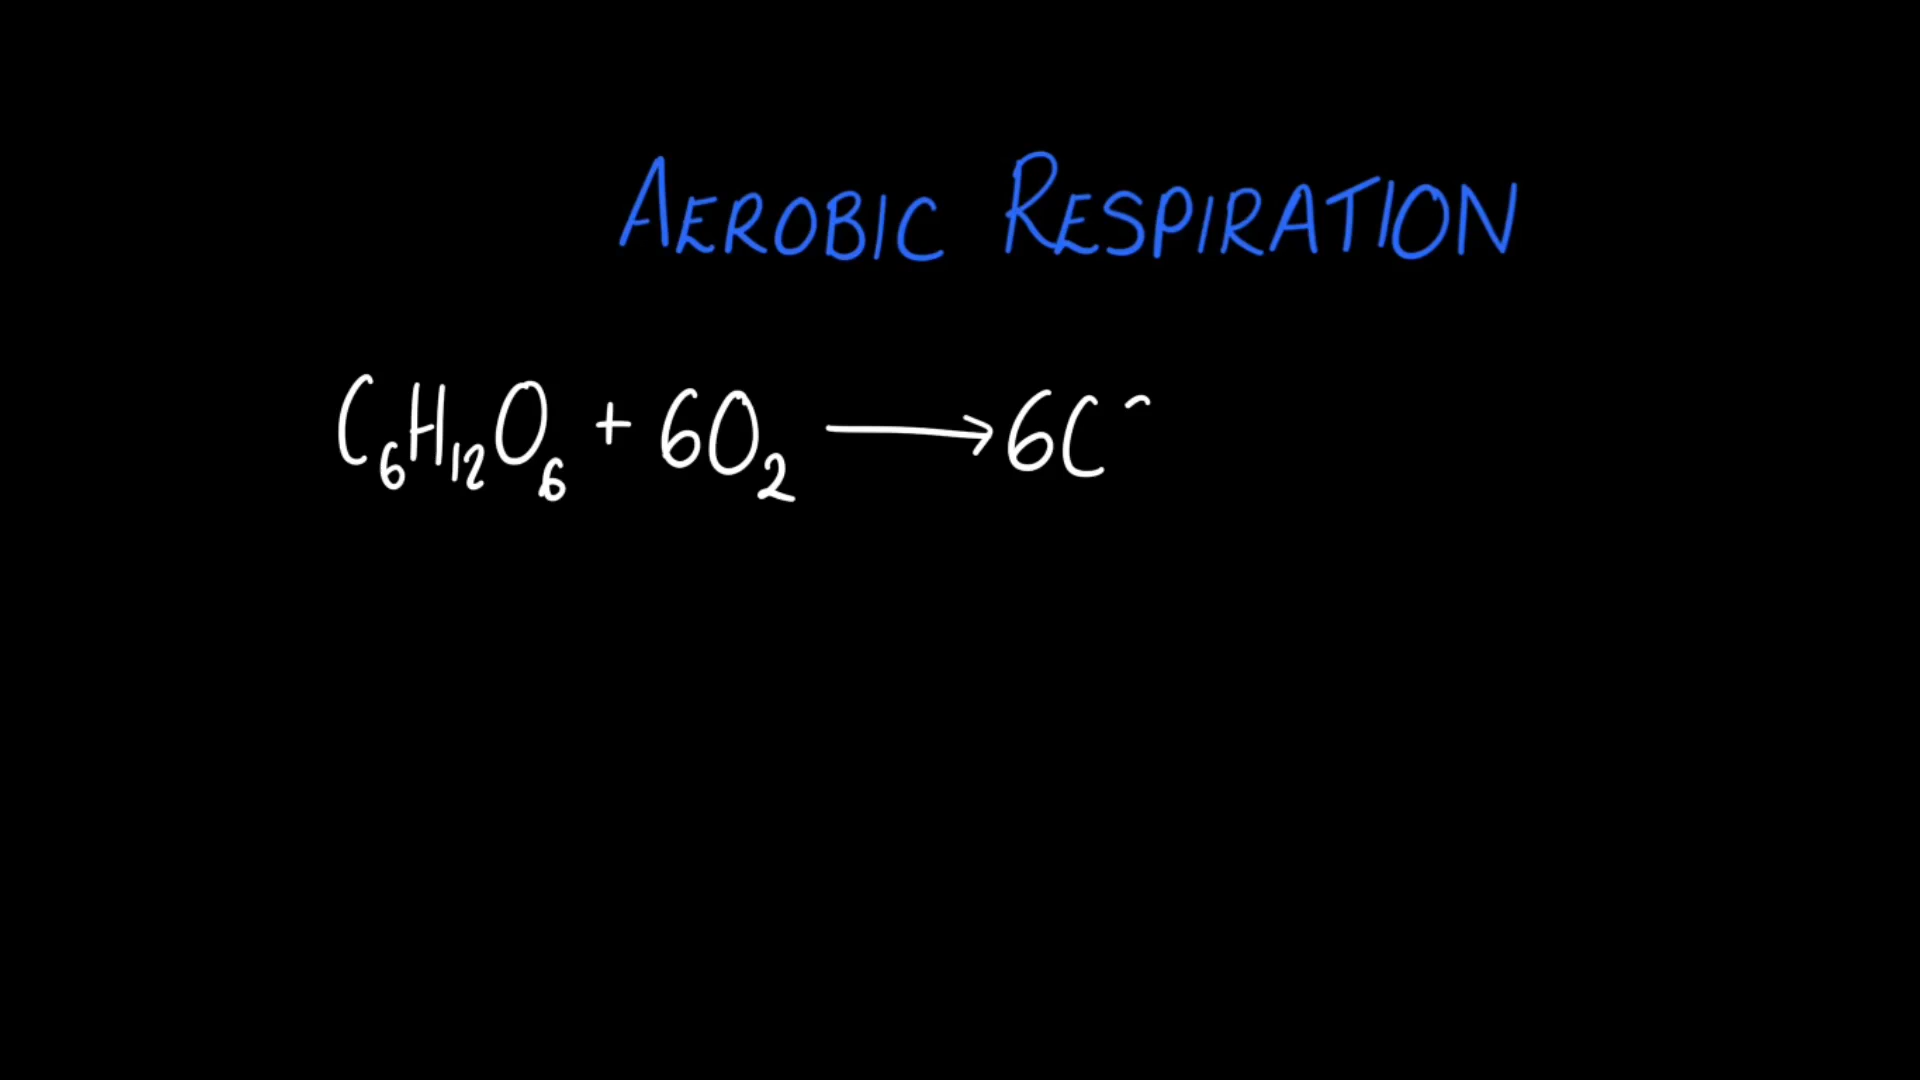 AEROBIC RESPIRATION
C₆H₁₂O₆ + 6O₂ ⟶ 6C